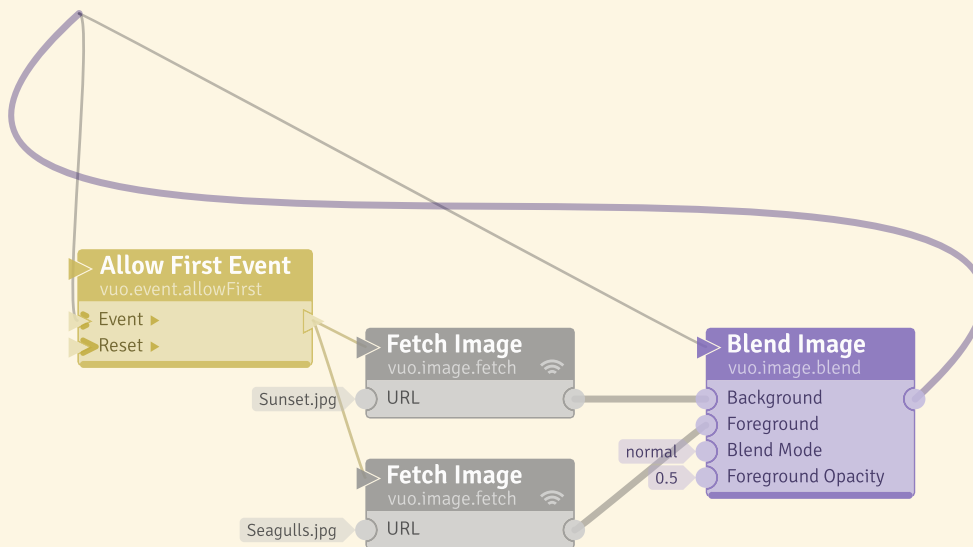 Allow First Event
vuo.event.allowFirst
Event
Reset
Fetch Image
vuo.image.fetch
Sunset.jpg
URL
Fetch Image
vuo.image.fetch
Seagulls.jpg
URL
Blend Image
vuo.image.blend
Background
Foreground
normal
Blend Mode
0.5
Foreground Opacity